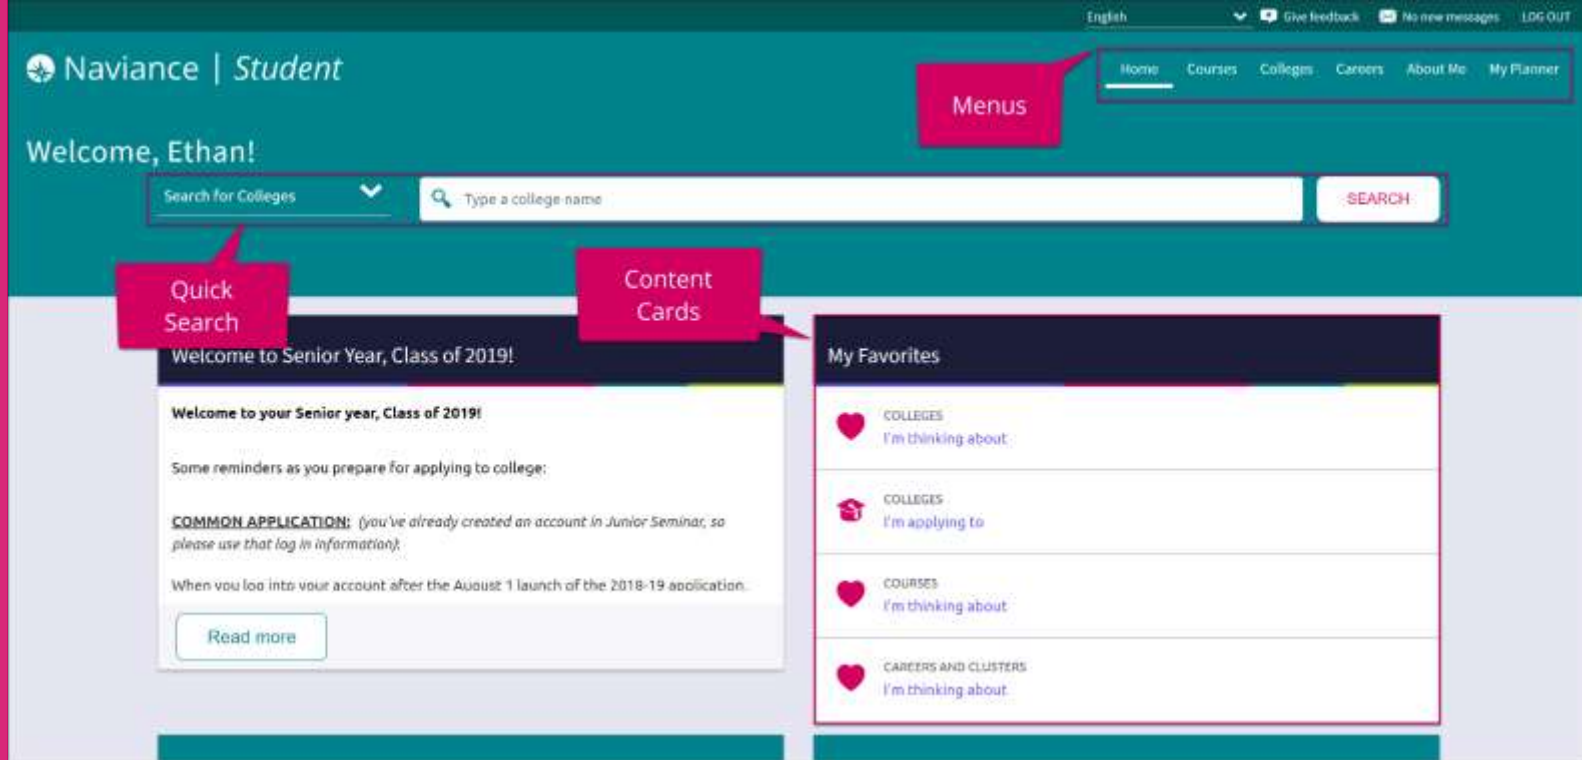 English Give feedback No new messages LOG OUT
Naviance | Student
Home Courses Colleges Careers About Me My Planner
Menus
Welcome, Ethan!
Search for Colleges Type a college name SEARCH
Quick
Search
Content
Cards
Welcome to Senior Year, Class of 2019!
Welcome to your Senior year, Class of 2019!
Some reminders as you prepare for applying to college:
COMMON APPLICATION: (you've already created an account in Junior Seminar, so
please use that log in information):
When you log into your account after the August 1 launch of the 2018-19 application,
Read more
My Favorites
COLLEGES
I'm thinking about
COLLEGES
I'm applying to
COURSES
I'm thinking about
CAREERS AND CLUSTERS
I'm thinking about